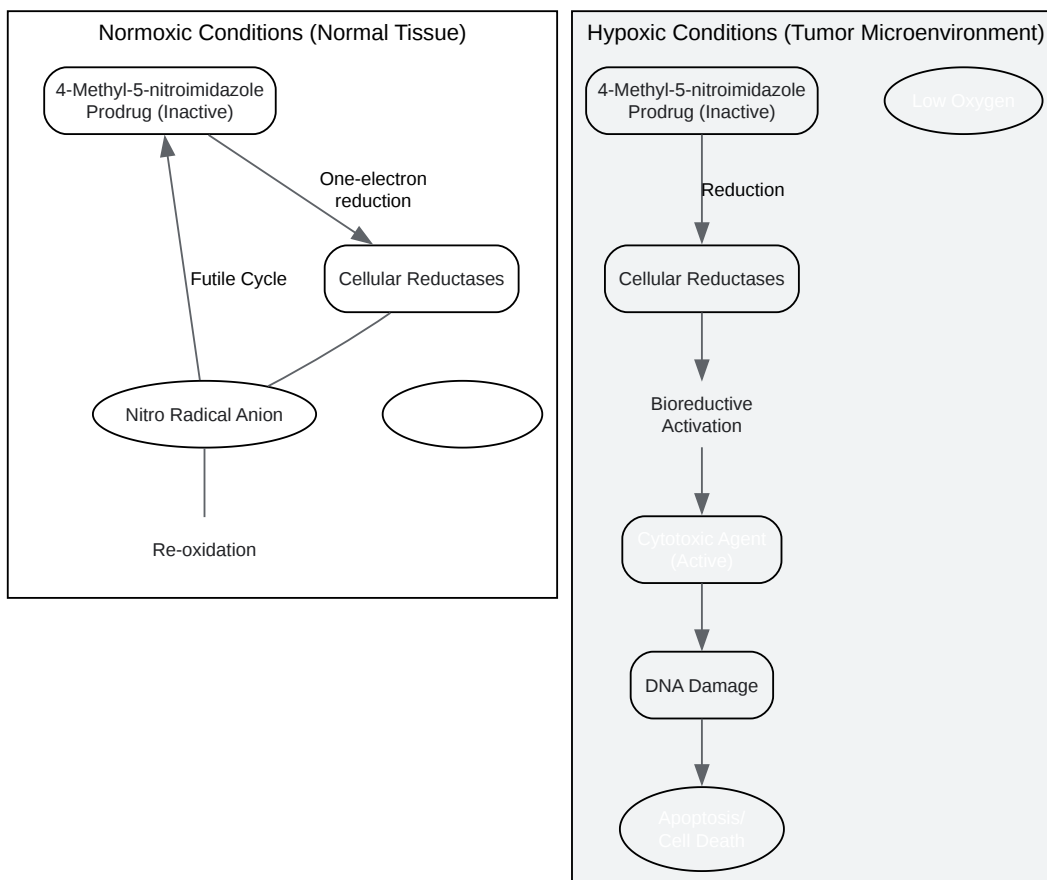 Normoxic Conditions (Normal Tissue)
4-Methyl-5-nitroimidazole
Prodrug (Inactive)
One-electron
reduction
Cellular Reductases
Futile Cycle
Nitro Radical Anion
Re-oxidation
Hypoxic Conditions (Tumor Microenvironment)
4-Methyl-5-nitroimidazole
Prodrug (Inactive)
Low Oxygen
Reduction
Cellular Reductases
Bioreductive
Activation
Cytotoxic Agent
(Active)
DNA Damage
Apoptosis/
Cell Death